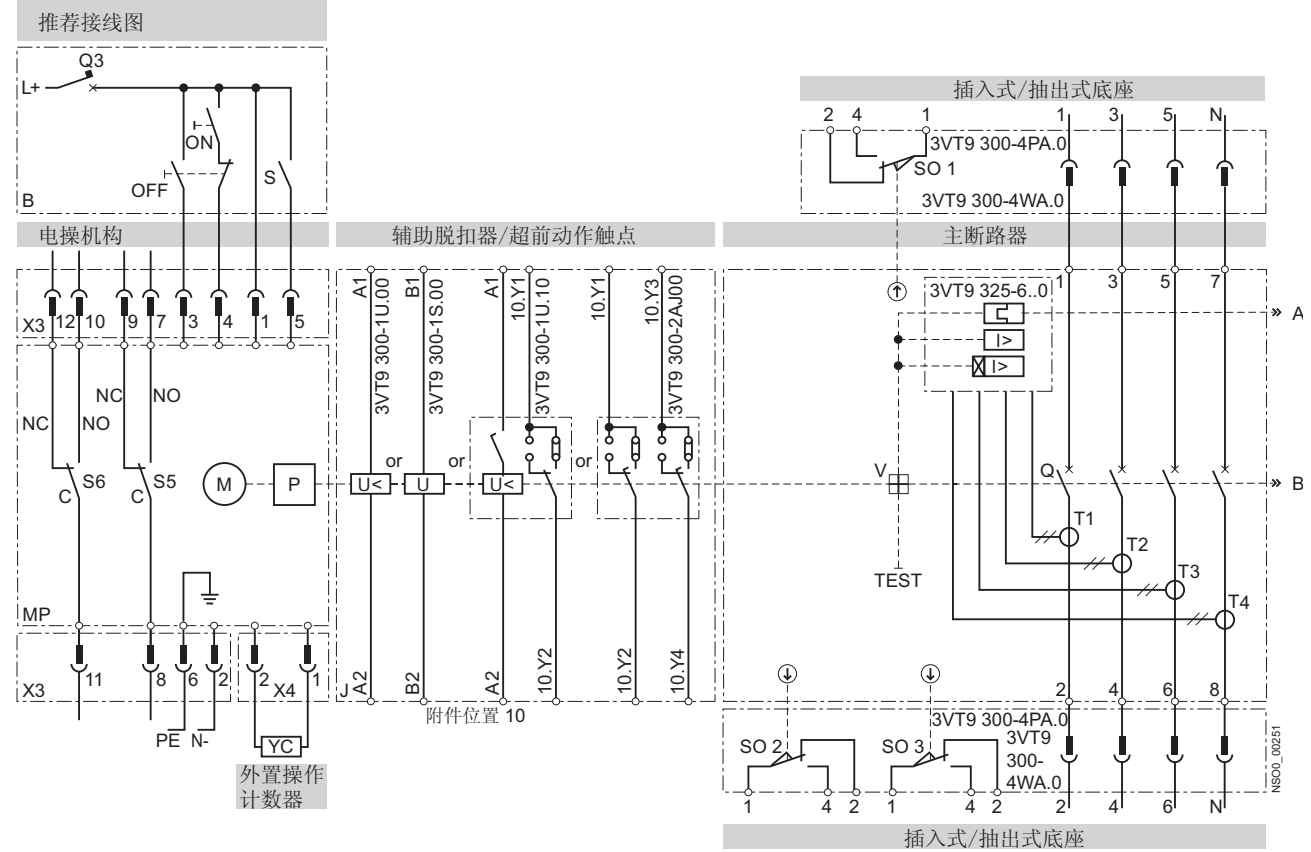 推荐接线图
Q3
L+
ON
OFF
S
B
插入式/抽出式底座
2 4 1 1 3 5 N
3VT9 300-4PA.0
SO 1
3VT9 300-4WA.0
电操机构
辅助脱扣器/超前动作触点
主断路器
X3 12 10 9 7 3 4 1 5
NC NO
NC NO
C S6
C S5
M
P
MP
X3 11 8 6 2
2 X4 1
PE N-
YC
外置操作
计数器
A1
3VT9 300-1U.00
B1
3VT9 300-1S.00
A1
10.Y1
3VT9 300-1U.10
10.Y1
10.Y3
3VT9 300-2AJ00
or or or
U< U U<
J
A2
B2
A2
10.Y2
10.Y2
10.Y4
附件位置 10
1 3 5 7
3VT9 325-6..0
I>
I>
A
V
Q
B
T1
T2
T3
T4
TEST
2 4 6 8
3VT9 300-4PA.0
3VT9
300-
4WA.0
SO 2
SO 3
1 4 2 1 4 2 2 4 6 N
NSO0_00251
插入式/抽出式底座